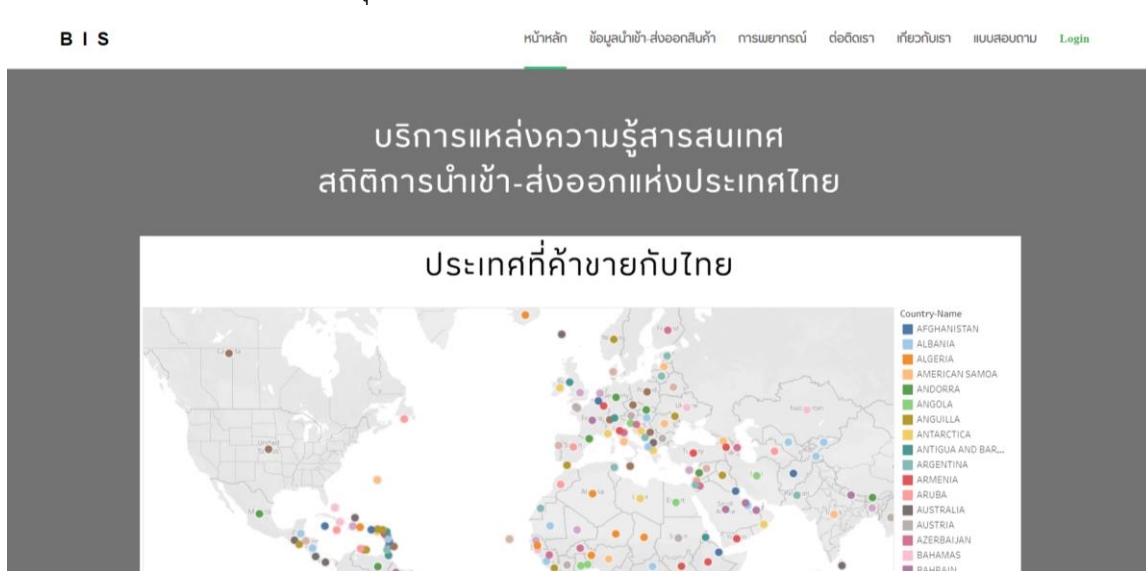 BIS
หน้าหลัก ข้อมูลนำเข้า-ส่งออกสินค้า การพยากรณ์ ต่อติดเรา เกี่ยวกับเรา แบบสอบถาม Login
บริการแหล่งความรู้สารสนเทศ
สถิติการนำเข้า-ส่งออกแห่งประเทศไทย
ประเทศที่ค้าขายกับไทย
Country-Name
AFGHANISTAN
ALBANIA
ALGERIA
AMERICAN SAMOA
ANDORRA
ANGOLA
ANGUILLA
ANTARCTICA
ANTIGUA AND BAR...
ARGENTINA
ARMENIA
ARUBA
AUSTRALIA
AUSTRIA
AZERBAIJAN
BAHAMAS
BAHRAIN